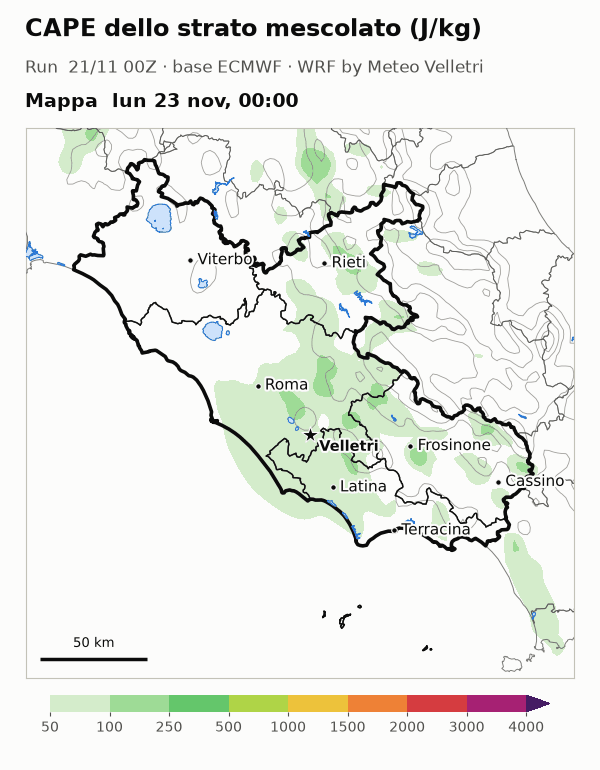 CAPE dello strato mescolato (J/kg)
Run  21/11 00Z · base ECMWF · WRF by Meteo Velletri
Mappa  lun 23 nov, 00:00
Viterbo
Rieti
Roma
Velletri
Frosinone
Latina
Cassino
Terracina
50 km
50 100 250 500 1000 1500 2000 3000 4000